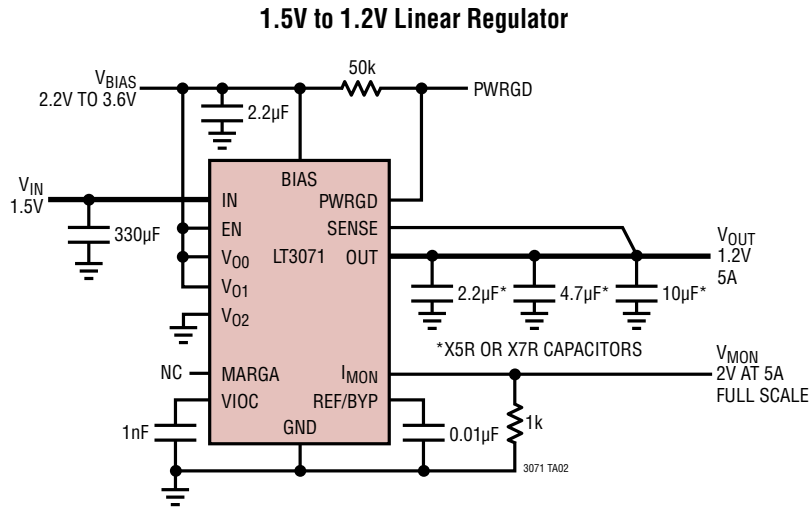 1.5V to 1.2V Linear Regulator
50k
VBIAS
2.2V TO 3.6V
PWRGD
2.2µF
BIAS
VIN
1.5V
IN
PWRGD
330µF
EN
SENSE
VO0
LT3071
OUT
VOUT
1.2V
5A
VO1
2.2µF*
4.7µF*
10µF*
VO2
*X5R OR X7R CAPACITORS
NC
MARGA
IMON
VMON
2V AT 5A
FULL SCALE
VIOC
REF/BYP
1nF
GND
0.01µF
1k
3071 TA02